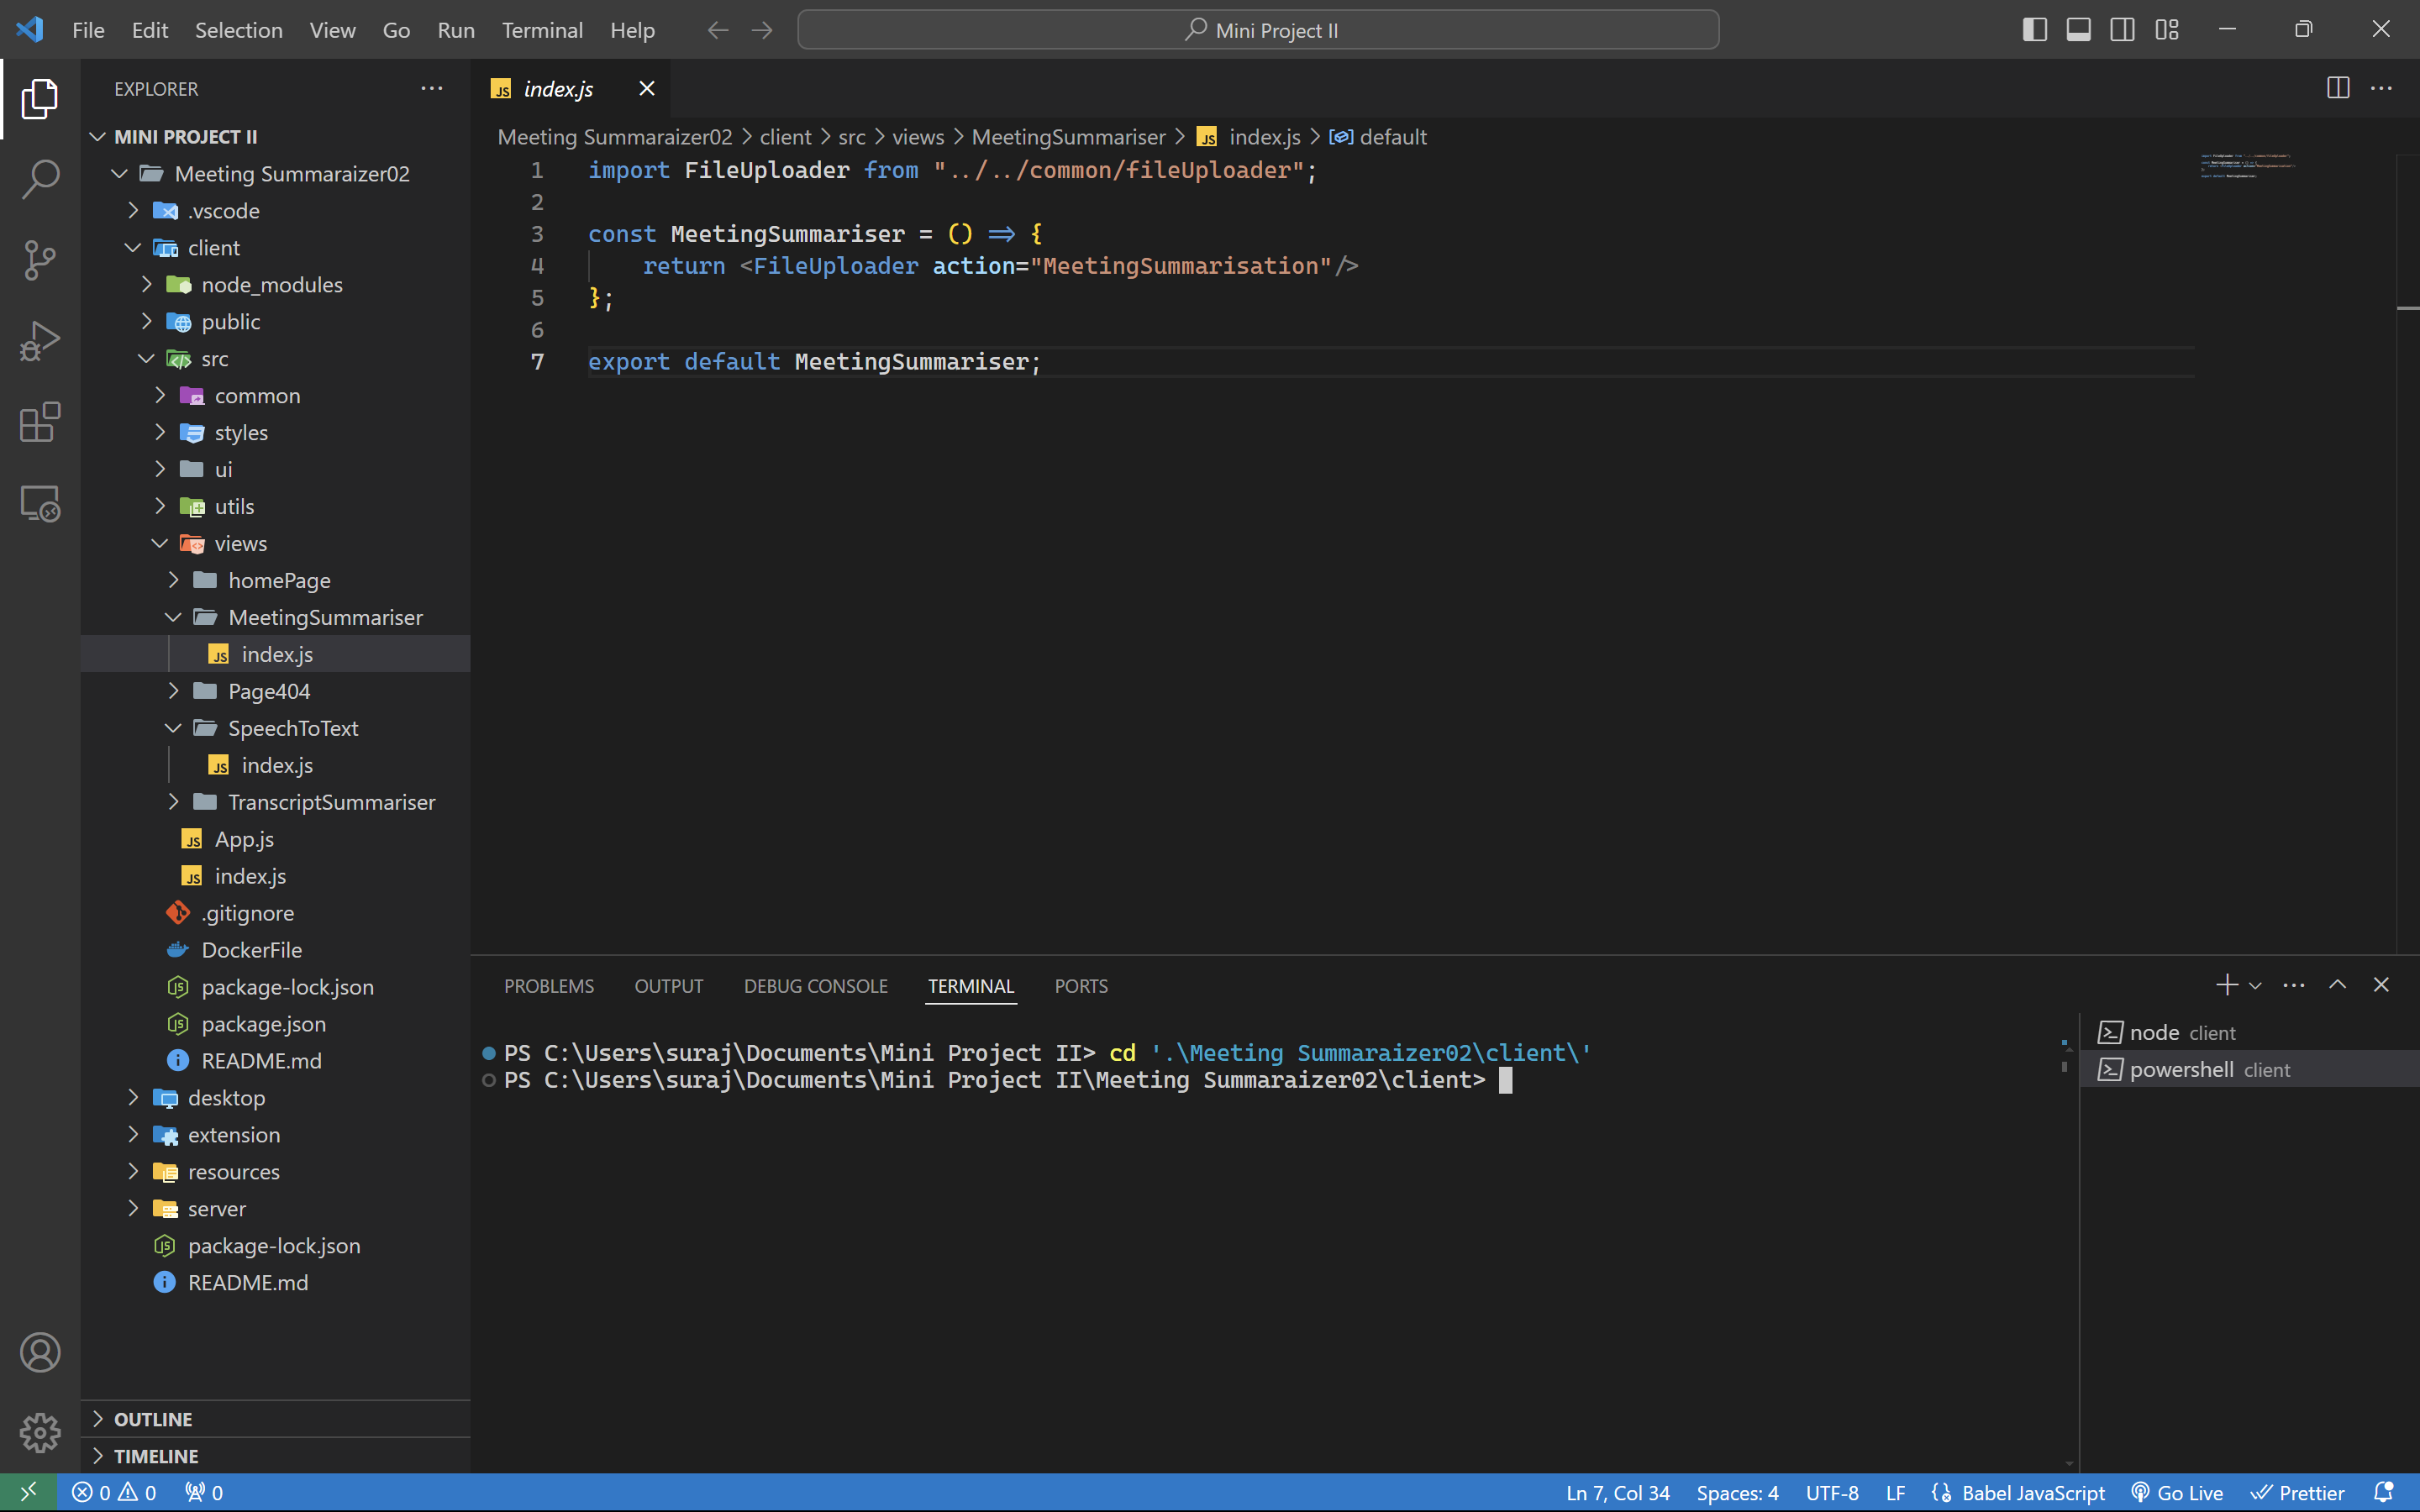 File Edit Selection View Go Run Terminal Help
Mini Project II
EXPLORER
MINI PROJECT II
Meeting Summaraizer02
.vscode
client
node_modules
public
src
common
styles
ui
utils
views
homePage
MeetingSummariser
JS index.js
Page404
SpeechToText
JS index.js
TranscriptSummariser
JS App.js
JS index.js
.gitignore
DockerFile
package-lock.json
package.json
README.md
desktop
extension
resources
server
package-lock.json
README.md
OUTLINE
TIMELINE
JS index.js
Meeting Summaraizer02 > client > src > views > MeetingSummariser > JS index.js > default
1 import FileUploader from "../../common/fileUploader";
2
3 const MeetingSummariser = () => {
4 return <FileUploader action="MeetingSummarisation"/>
5 };
6
7 export default MeetingSummariser;
PROBLEMS OUTPUT DEBUG CONSOLE TERMINAL PORTS
PS C:\Users\suraj\Documents\Mini Project II> cd '.\Meeting Summaraizer02\client\'
PS C:\Users\suraj\Documents\Mini Project II\Meeting Summaraizer02\client>
node client
powershell client
0 0 0
Ln 7, Col 34 Spaces: 4 UTF-8 LF Babel JavaScript Go Live Prettier